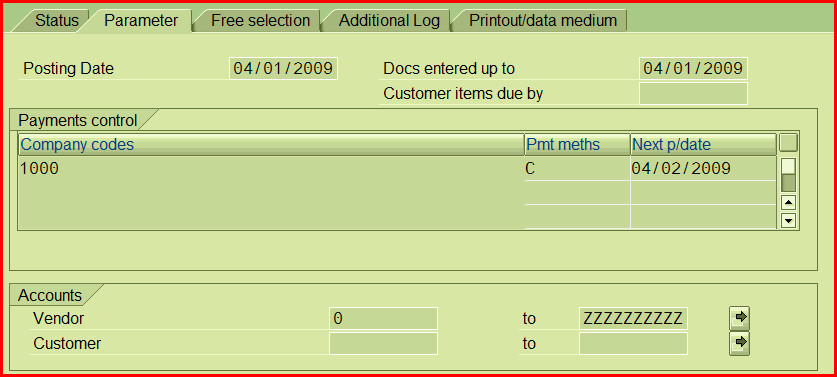 Status Parameter Free selection Additional Log Printout/data medium
Posting Date 04/01/2009 Docs entered up to 04/01/2009
Customer items due by
Payments control
Company codes Pmt meths Next p/date
1000 C 04/02/2009
Accounts
Vendor 0 to ZZZZZZZZZZ
Customer to